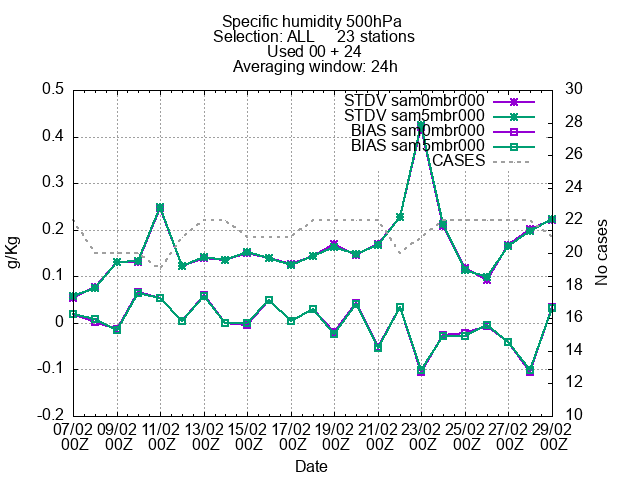 Specific humidity 500hPa
Selection: ALL     23 stations
Used 00 + 24
Averaging window: 24h
STDV sam0mbr000
STDV sam5mbr000
BIAS sam0mbr000
BIAS sam5mbr000
CASES
g/Kg
0.5
0.4
0.3
0.2
0.1
0
-0.1
-0.2
No cases
30
28
26
24
22
20
18
16
14
12
10
07/02 09/02 11/02 13/02 15/02 17/02 19/02 21/02 23/02 25/02 27/02 29/02
00Z 00Z 00Z 00Z 00Z 00Z 00Z 00Z 00Z 00Z 00Z 00Z
Date